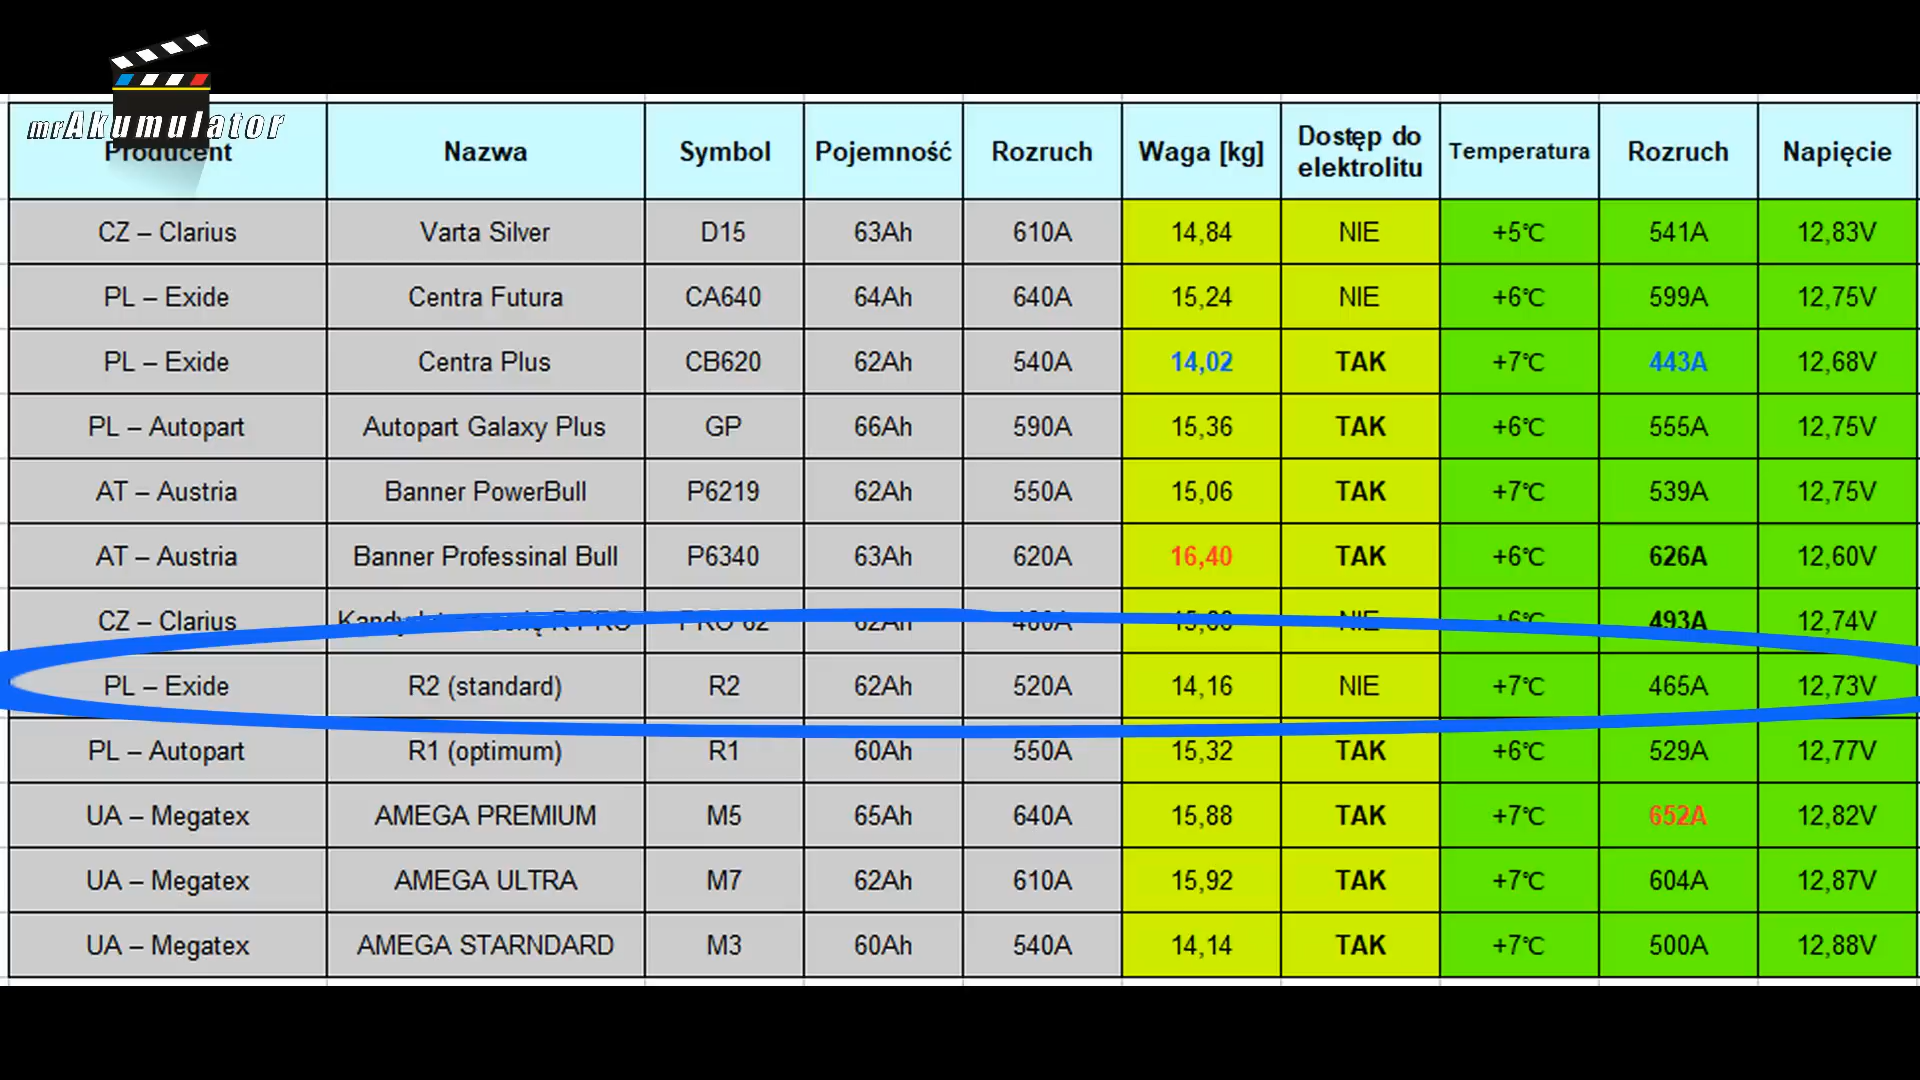 mrAkumulator
Producent Nazwa Symbol Pojemność Rozruch Waga [kg] Dostęp do elektrolitu Temperatura Rozruch Napięcie
CZ – Clarius Varta Silver D15 63Ah 610A 14,84 NIE +5℃ 541A 12,83V
PL – Exide Centra Futura CA640 64Ah 640A 15,24 NIE +6℃ 599A 12,75V
PL – Exide Centra Plus CB620 62Ah 540A 14,02 TAK +7℃ 443A 12,68V
PL – Autopart Autopart Galaxy Plus GP 66Ah 590A 15,36 TAK +6℃ 555A 12,75V
AT – Austria Banner PowerBull P6219 62Ah 550A 15,06 TAK +7℃ 539A 12,75V
AT – Austria Banner Professinal Bull P6340 63Ah 620A 16,40 TAK +6℃ 626A 12,60V
CZ – Clarius R PRO PRO 62 62Ah 480A NIE +6℃ 493A 12,74V
PL – Exide R2 (standard) R2 62Ah 520A 14,16 NIE +7℃ 465A 12,73V
PL – Autopart R1 (optimum) R1 60Ah 550A 15,32 TAK +6℃ 529A 12,77V
UA – Megatex AMEGA PREMIUM M5 65Ah 640A 15,88 TAK +7℃ 652A 12,82V
UA – Megatex AMEGA ULTRA M7 62Ah 610A 15,92 TAK +7℃ 604A 12,87V
UA – Megatex AMEGA STARNDARD M3 60Ah 540A 14,14 TAK +7℃ 500A 12,88V